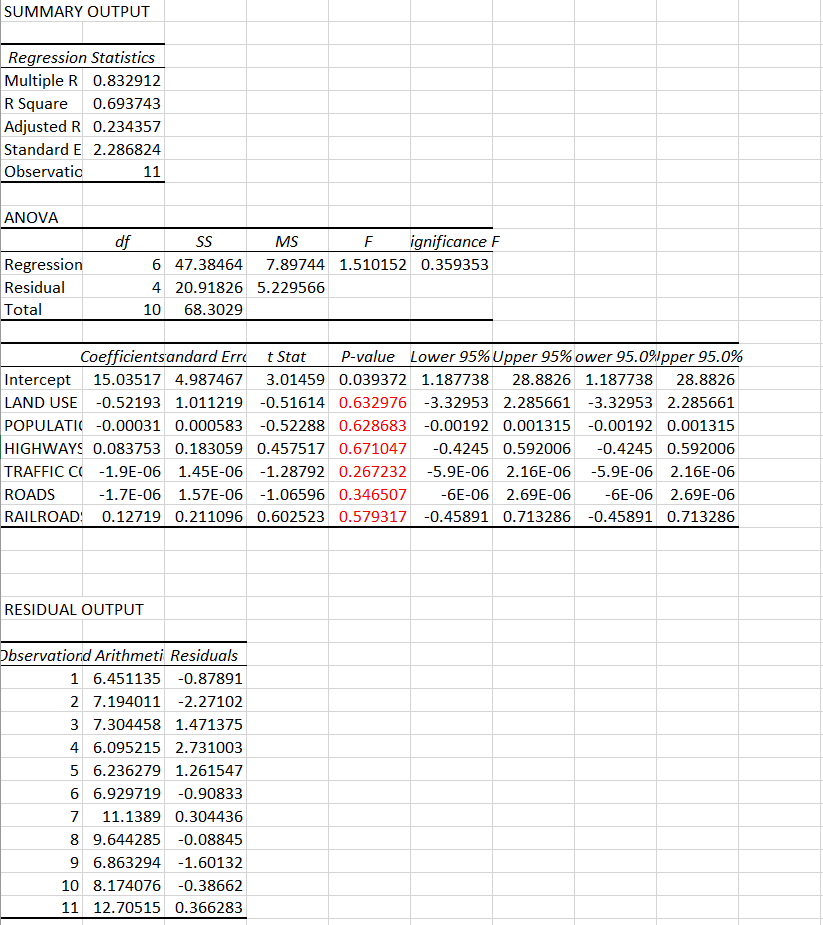 SUMMARY OUTPUT
Regression Statistics
Multiple R 0.832912
R Square 0.693743
Adjusted R 0.234357
Standard E 2.286824
Observatio 11
ANOVA
df SS MS F ignificance F
Regression 6 47.38464 7.89744 1.510152 0.359353
Residual 4 20.91826 5.229566
Total 10 68.3029
Coefficients andard Erro t Stat P-value Lower 95% Upper 95% ower 95.0% pper 95.0%
Intercept 15.03517 4.987467 3.01459 0.039372 1.187738 28.8826 1.187738 28.8826
LAND USE -0.52193 1.011219 -0.51614 0.632976 -3.32953 2.285661 -3.32953 2.285661
POPULATI -0.00031 0.000583 -0.52288 0.628683 -0.00192 0.001315 -0.00192 0.001315
HIGHWAYS 0.083753 0.183059 0.457517 0.671047 -0.4245 0.592006 -0.4245 0.592006
TRAFFIC C -1.9E-06 1.45E-06 -1.28792 0.267232 -5.9E-06 2.16E-06 -5.9E-06 2.16E-06
ROADS -1.7E-06 1.57E-06 -1.06596 0.346507 -6E-06 2.69E-06 -6E-06 2.69E-06
RAILROAD 0.12719 0.211096 0.602523 0.579317 -0.45891 0.713286 -0.45891 0.713286
RESIDUAL OUTPUT
Observation d Arithmeti Residuals
1 6.451135 -0.87891
2 7.194011 -2.27102
3 7.304458 1.471375
4 6.095215 2.731003
5 6.236279 1.261547
6 6.929719 -0.90833
7 11.1389 0.304436
8 9.644285 -0.08845
9 6.863294 -1.60132
10 8.174076 -0.38662
11 12.70515 0.366283